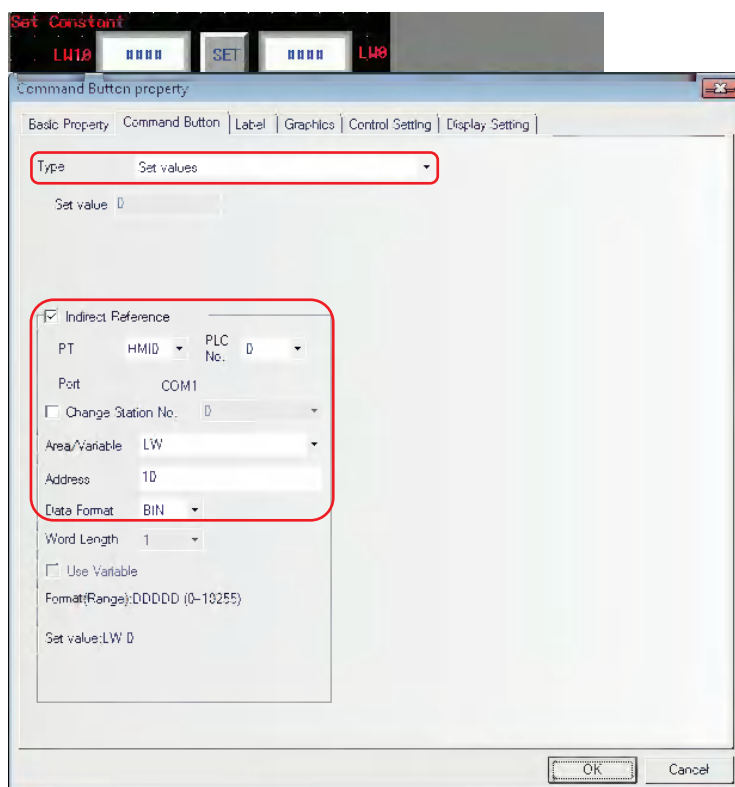 Set Constant
LW10 #### SET #### LW0
Command Button property
Basic Property Command Button Label Graphics Control Setting Display Setting
Type Set values
Set value 0
Indirect Reference
PT HMI0 PLC No. 0
Port COM1
Change Station No. 0
Area/Variable LW
Address 10
Data Format BIN
Word Length 1
Use Variable
Format(Range):DDDDD (0-10255)
Set value:LW 0
OK Cancel